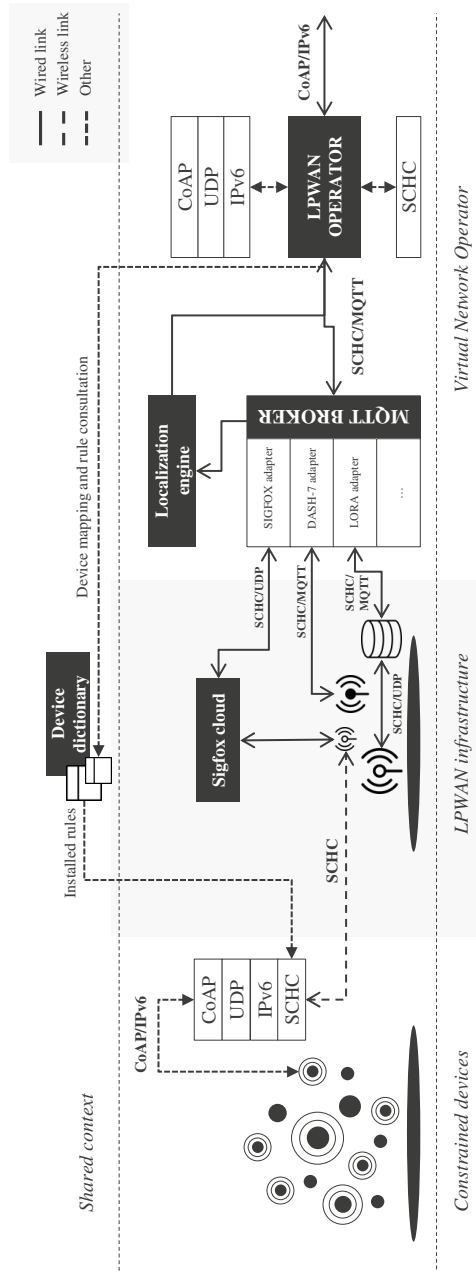 Wired link
Wireless link
Other
Shared context
Installed rules
Device
dictionary
Device mapping and rule consultation
CoAP/IPv6
CoAP
UDP
IPv6
SCHC
SCHC
Sigfox cloud
SCHC/UDP
SCHC/UDP
SCHC/MQTT
SCHC/
MQTT
Localization
engine
SIGFOX adapter
DASH-7 adapter
LORA adapter
...
MQTT BROKER
SCHC/MQTT
CoAP
UDP
IPv6
LPWAN
OPERATOR
SCHC
CoAP/IPv6
Constrained devices
LPWAN infrastructure
Virtual Network Operator